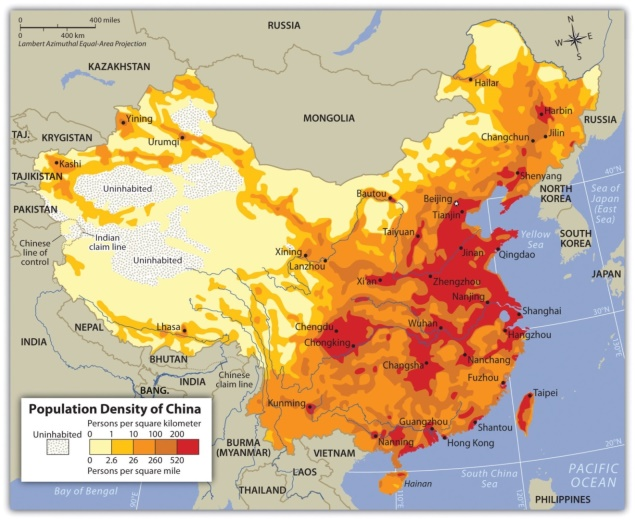 0 400 miles
0 400 km
Lambert Azimuthal Equal-Area Projection
RUSSIA
N
W E
S
KAZAKHSTAN
Hailar
MONGOLIA
Harbin
RUSSIA
Yining
Changchun
Jilin
TAJ.
KRYGISTAN
Urumqi
Kashi
Shenyang
40°N
TAJIKISTAN
Uninhabited
Bautou
Beijing
NORTH
KOREA
Sea of
Japan
(East
Sea)
PAKISTAN
Tianjin
Indian
claim line
Taiyuan
Yellow
Sea
SOUTH
KOREA
Chinese
line of
control
Uninhabited
Xining
Lanzhou
Jinan
Qingdao
JAPAN
Xi'an
Zhengzhou
Nanjing
Shanghai
30°N
NEPAL
Lhasa
Chengdu
Wuhan
Hangzhou
130°E
INDIA
Chongking
BHUTAN
Changsha
Nanchang
Chinese
claim line
INDIA
BANG.
Fuzhou
Taipei
Population Density of China
Persons per square kilometer
Uninhabited
0 1 10 100 200
0 2.6 26 260 520
Persons per square mile
Kunming
Guangzhou
Shantou
BURMA
(MYANMAR)
VIETNAM
Nanning
Hong Kong
20°N
LAOS
Hainan
South China
Sea
PACIFIC
OCEAN
Bay of Bengal
THAILAND
110°E
120°E
PHILIPPINES